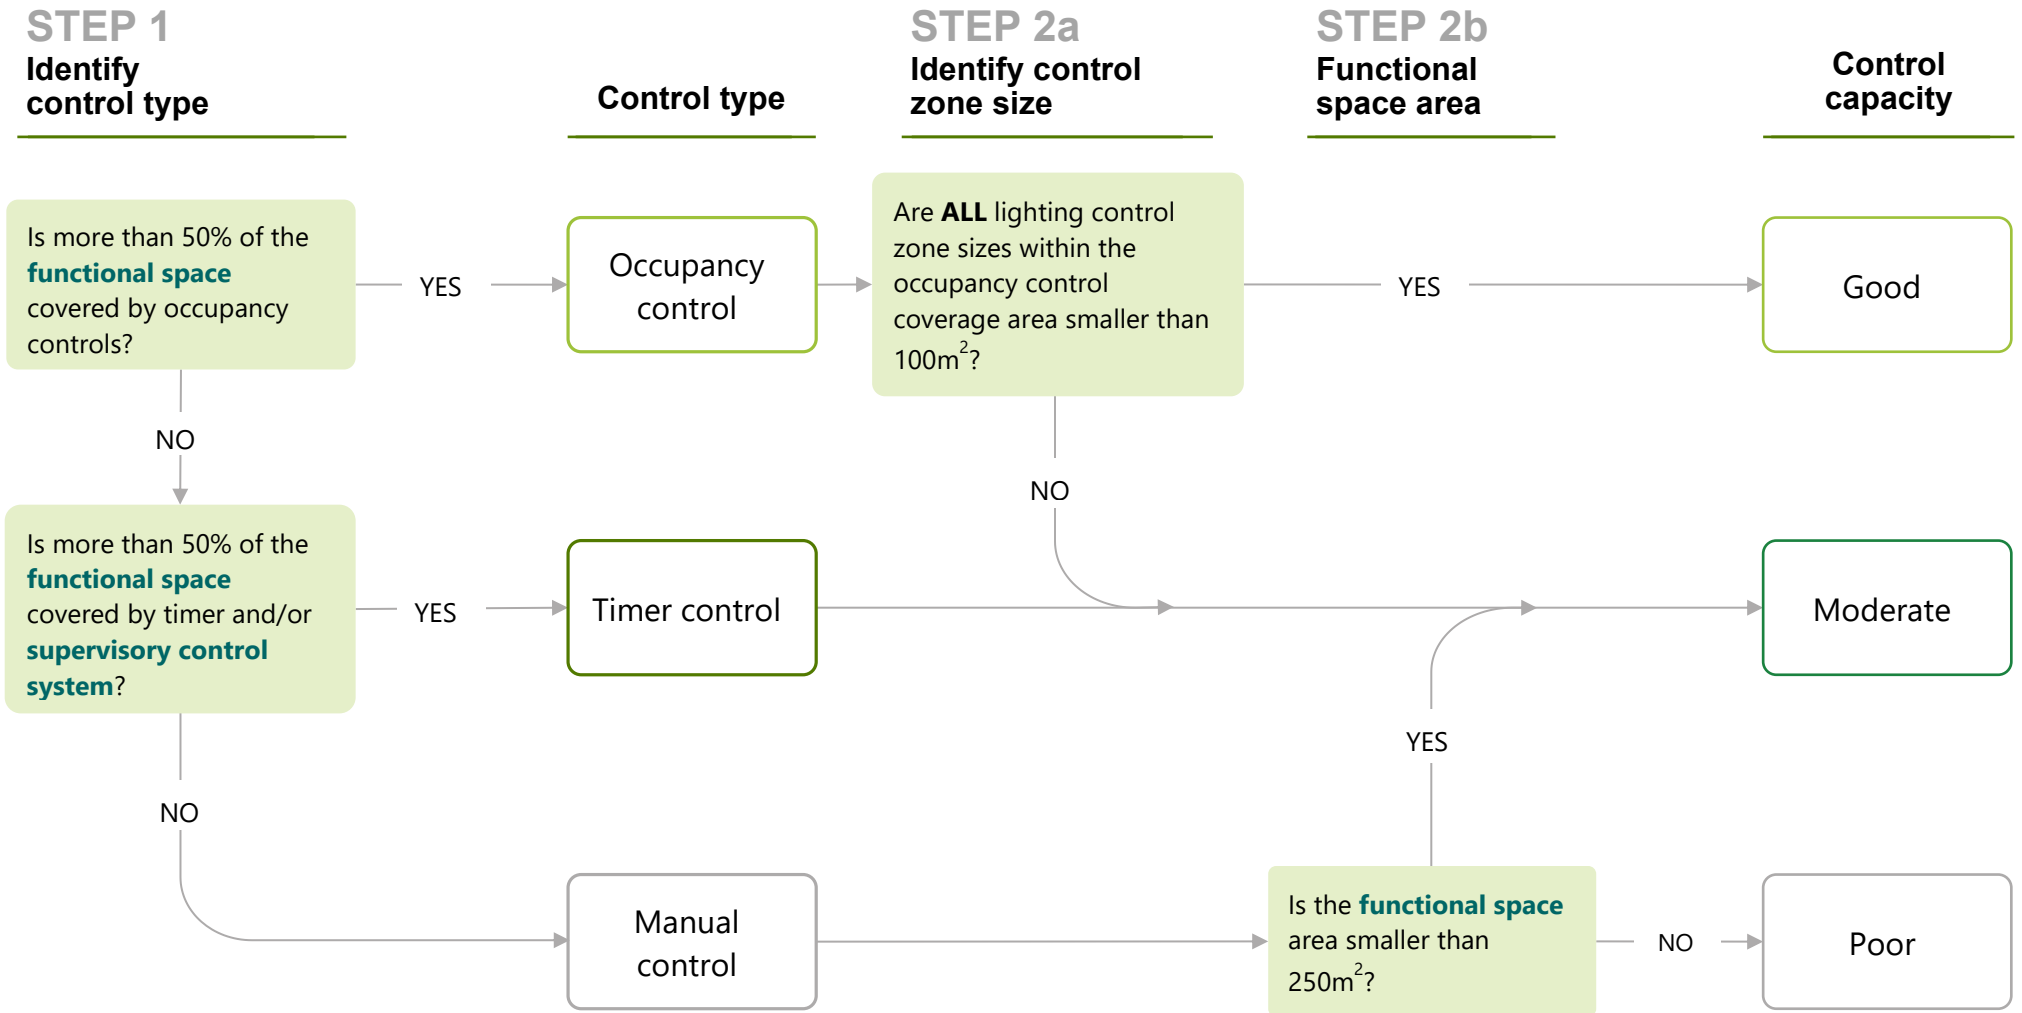 STEP 1
Identify
control type
Control type
STEP 2a
Identify control
zone size
STEP 2b
Functional
space area
Control
capacity
Is more than 50% of the
functional space
covered by occupancy
controls?
YES
Occupancy
control
Are ALL lighting control
zone sizes within the
occupancy control
coverage area smaller than
100m²?
YES
Good
NO
NO
Is more than 50% of the
functional space
covered by timer and/or
supervisory control
system?
YES
Timer control
Moderate
YES
NO
Manual
control
Is the functional space
area smaller than
250m²?
NO
Poor